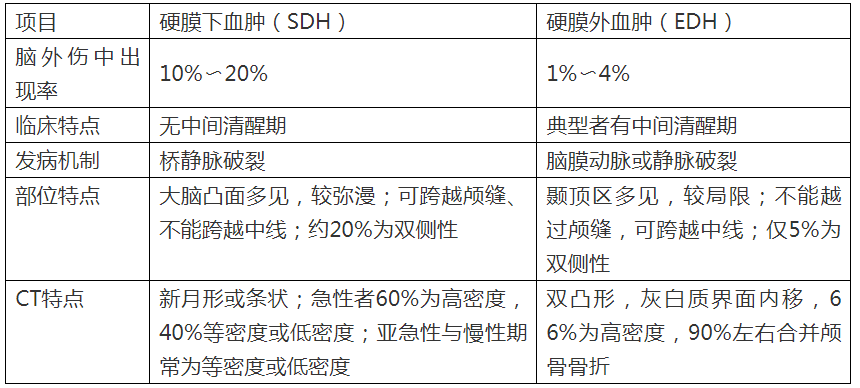 项目 硬膜下血肿（SDH） 硬膜外血肿（EDH）
脑外伤中出
现率
10%～20% 1%～4%
临床特点 无中间清醒期 典型者有中间清醒期
发病机制 桥静脉破裂 脑膜动脉或静脉破裂
部位特点
大脑凸面多见，较弥漫；可跨越颅缝、
不能跨越中线；约20%为双侧性
颞顶区多见，较局限；不能越
过颅缝，可跨越中线；仅5%为
双侧性
CT特点
新月形或条状；急性者60%为高密度，
40%等密度或低密度；亚急性与慢性期
常为等密度或低密度
双凸形，灰白质界面内移，6
6%为高密度，90%左右合并颅
骨骨折